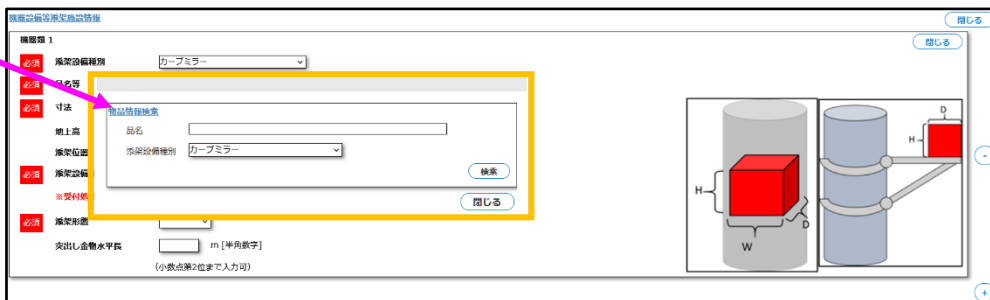 機器設備等添架施設情報
閉じる
機器類 1
閉じる
必須 添架設備種別 カーブミラー
必須 品名等
必須 寸法
物品情報検索
地上高
品名
添架位置
添架設備種別 カーブミラー
必須 添架設備
検索
※受付処
閉じる
必須 添架形態
突出し金物水平長 m [半角数字]
(小数点第2位まで入力可)
H
W
D
D
H
-
+